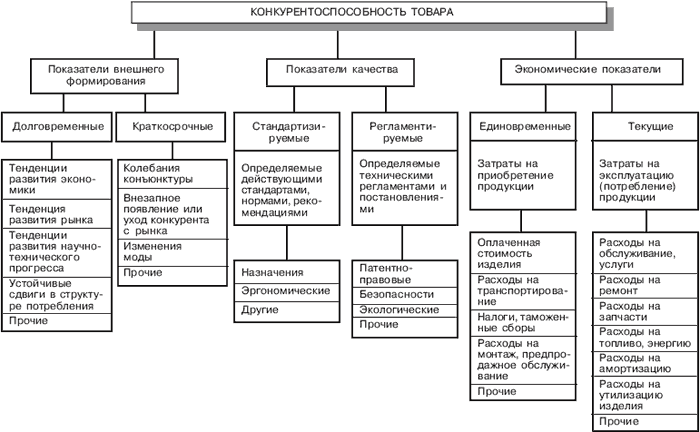 КОНКУРЕНТОСПОСОБНОСТЬ ТОВАРА
Показатели внешнего
формирования
Долговременные
Тенденции
развития эконо-
мики
Тенденция
развития рынка
Тенденции
развития научно-
технического
прогресса
Устойчивые
сдвиги в структу-
ре потребления
Прочие
Краткосрочные
Колебания
конъюнктуры
Внезапное
появление или
уход конкурента
с рынка
Изменения
моды
Прочие
Показатели качества
Стандартизи-
руемые
Определяемые
действующими
стандартами,
нормами, реко-
мендациями
Назначения
Эргономические
Другие
Регламенти-
руемые
Определяемые
техническими
регламентами и
постановления-
ми
Патентно-
правовые
Безопасности
Экологические
Прочие
Экономические показатели
Единовременные
Затраты на
приобретение
продукции
Оплаченная
стоимость
изделия
Расходы на
транспортирова-
ние
Налоги, таможен-
ные сборы
Расходы на
монтаж, предпро-
дажное обслужи-
вание
Прочие
Текущие
Затраты на
эксплуатацию
(потребление)
продукции
Расходы на
обслуживание,
услуги
Расходы на
ремонт
Расходы на
запчасти
Расходы на
топливо, энергию
Расходы на
амортизацию
Расходы на
утилизацию
изделия
Прочие